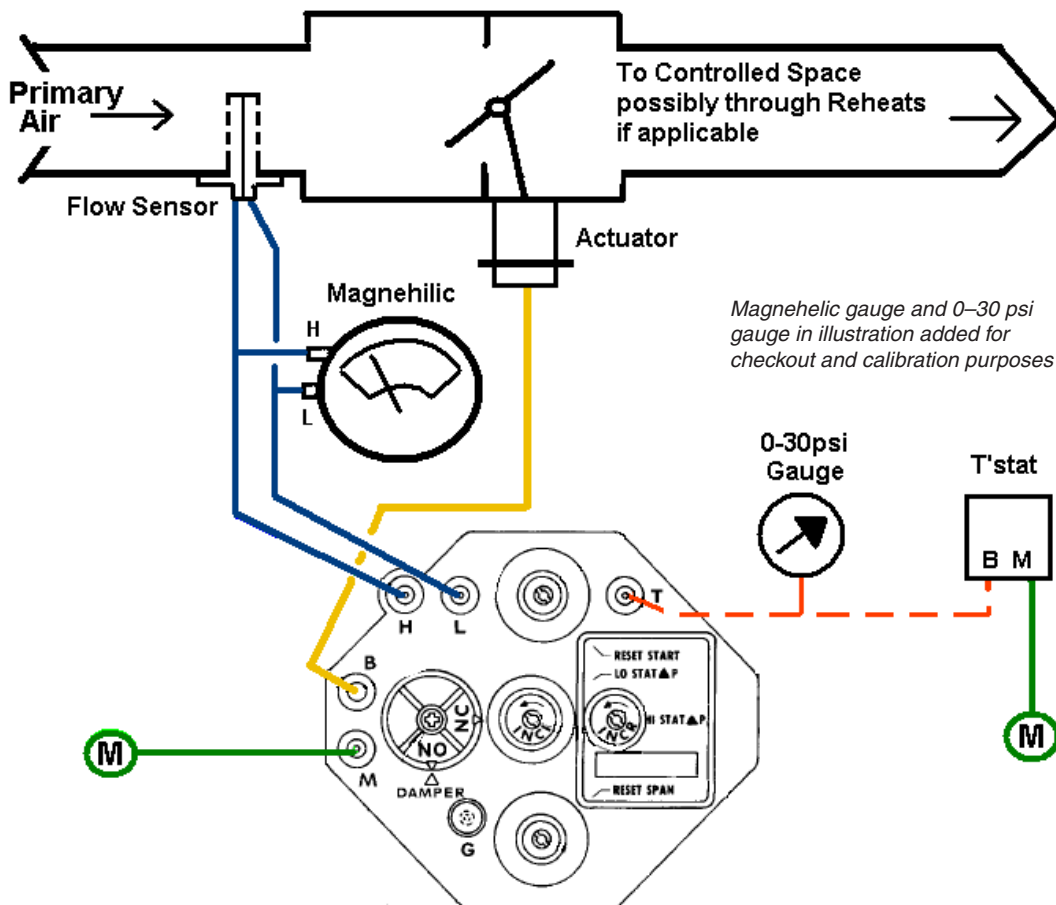 Primary
Air
To Controlled Space
possibly through Reheats
if applicable
Flow Sensor
Actuator
Magnehilic
H
L
Magnehelic gauge and 0–30 psi
gauge in illustration added for
checkout and calibration purposes
0-30psi
Gauge
T'stat
B M
H
L
T
B
M
M
NC
NO
DAMPER
G
INC
INCR
RESET START
LO STAT▲P
HI STAT▲P
RESET SPAN
M